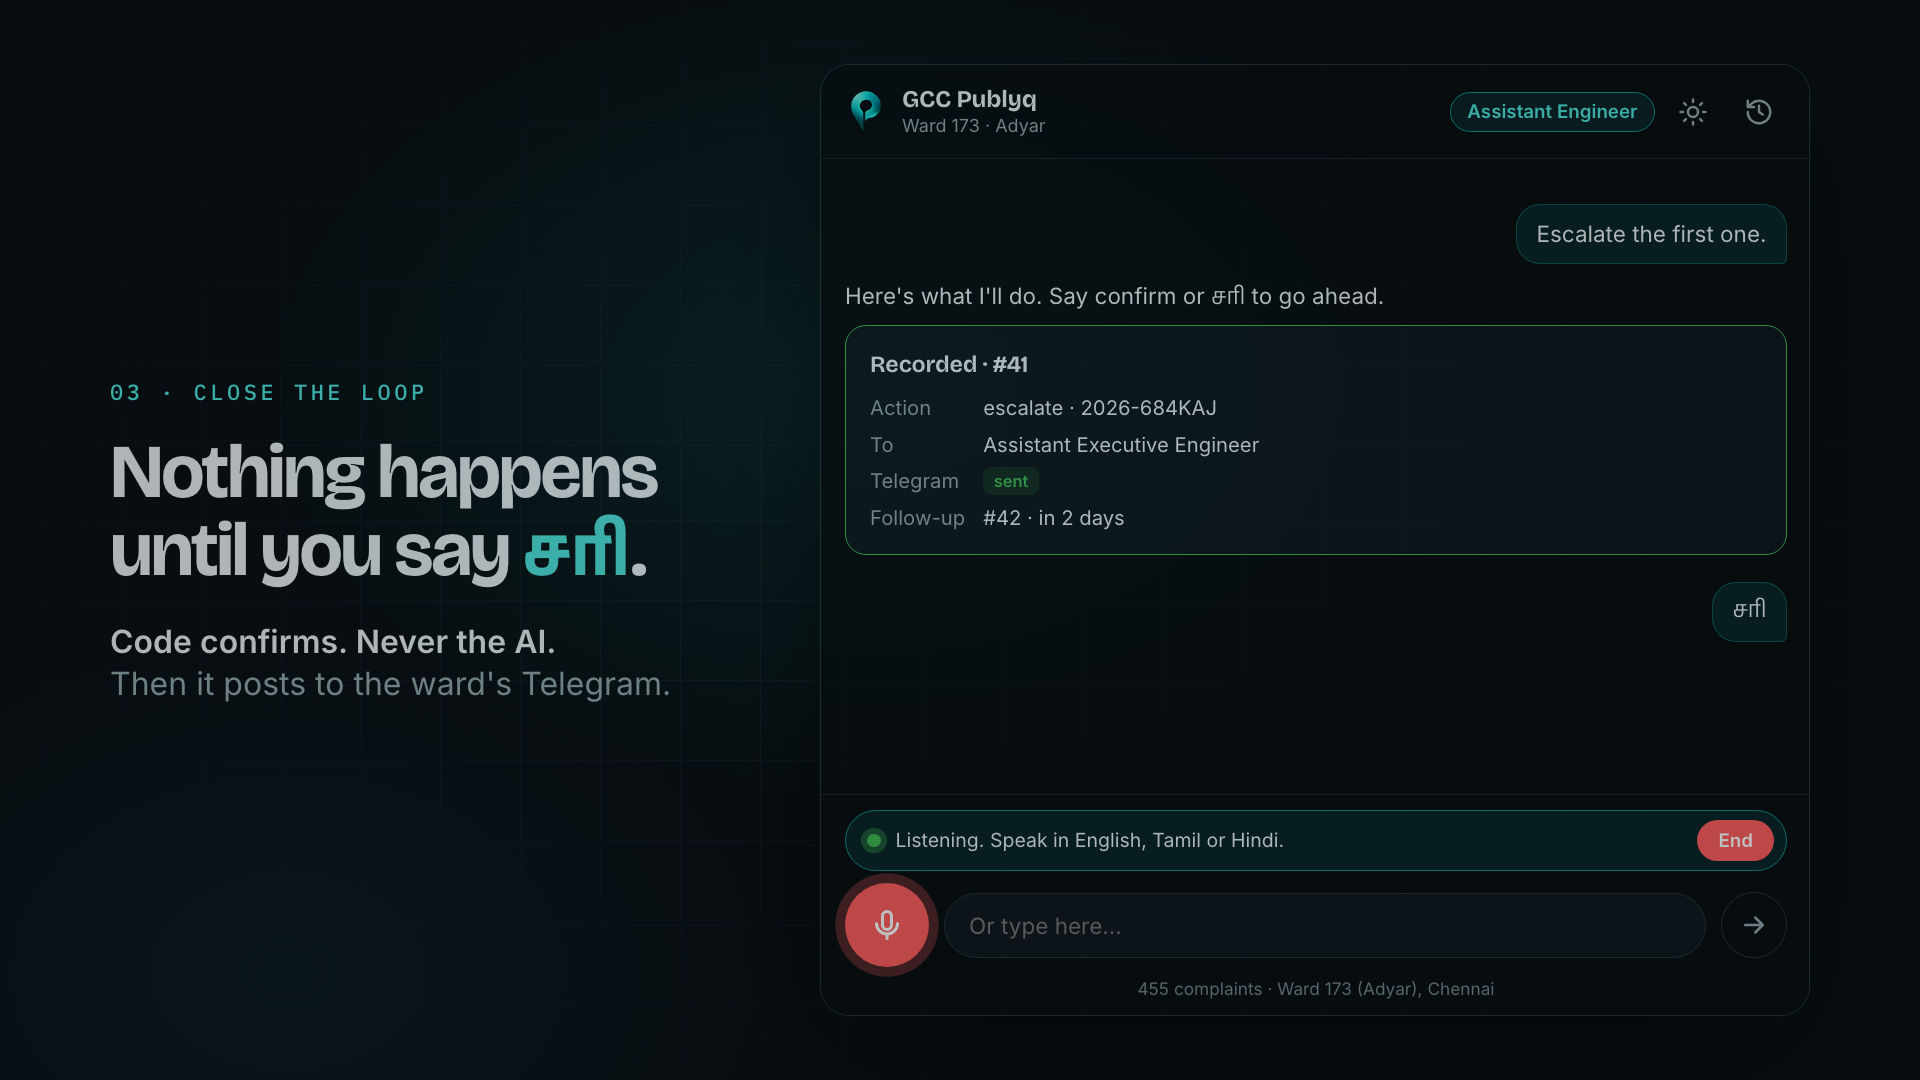 03 · CLOSE THE LOOP
Nothing happens
until you say சரி.
Code confirms. Never the AI.
Then it posts to the ward's Telegram.
GCC Publyq
Ward 173 · Adyar
Assistant Engineer
Escalate the first one.
Here's what I'll do. Say confirm or சரி to go ahead.
Recorded · #41
Action escalate · 2026-684KAJ
To Assistant Executive Engineer
Telegram sent
Follow-up #42 · in 2 days
சரி
Listening. Speak in English, Tamil or Hindi.
End
Or type here...
455 complaints · Ward 173 (Adyar), Chennai